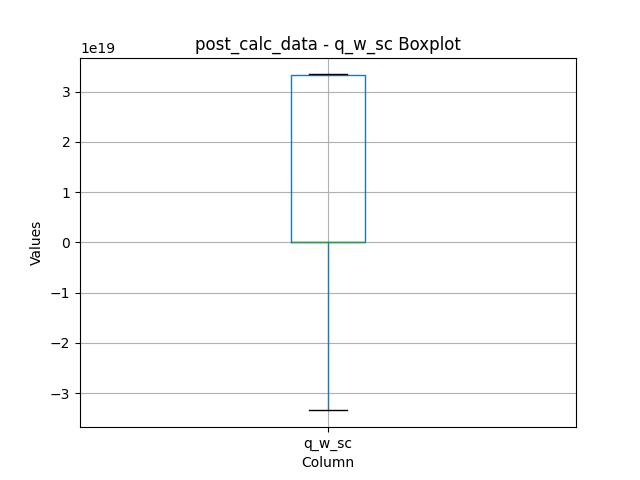 post_calc_data - q_w_sc Boxplot
1e19
3
2
1
0
−1
−2
−3
Values
q_w_sc
Column